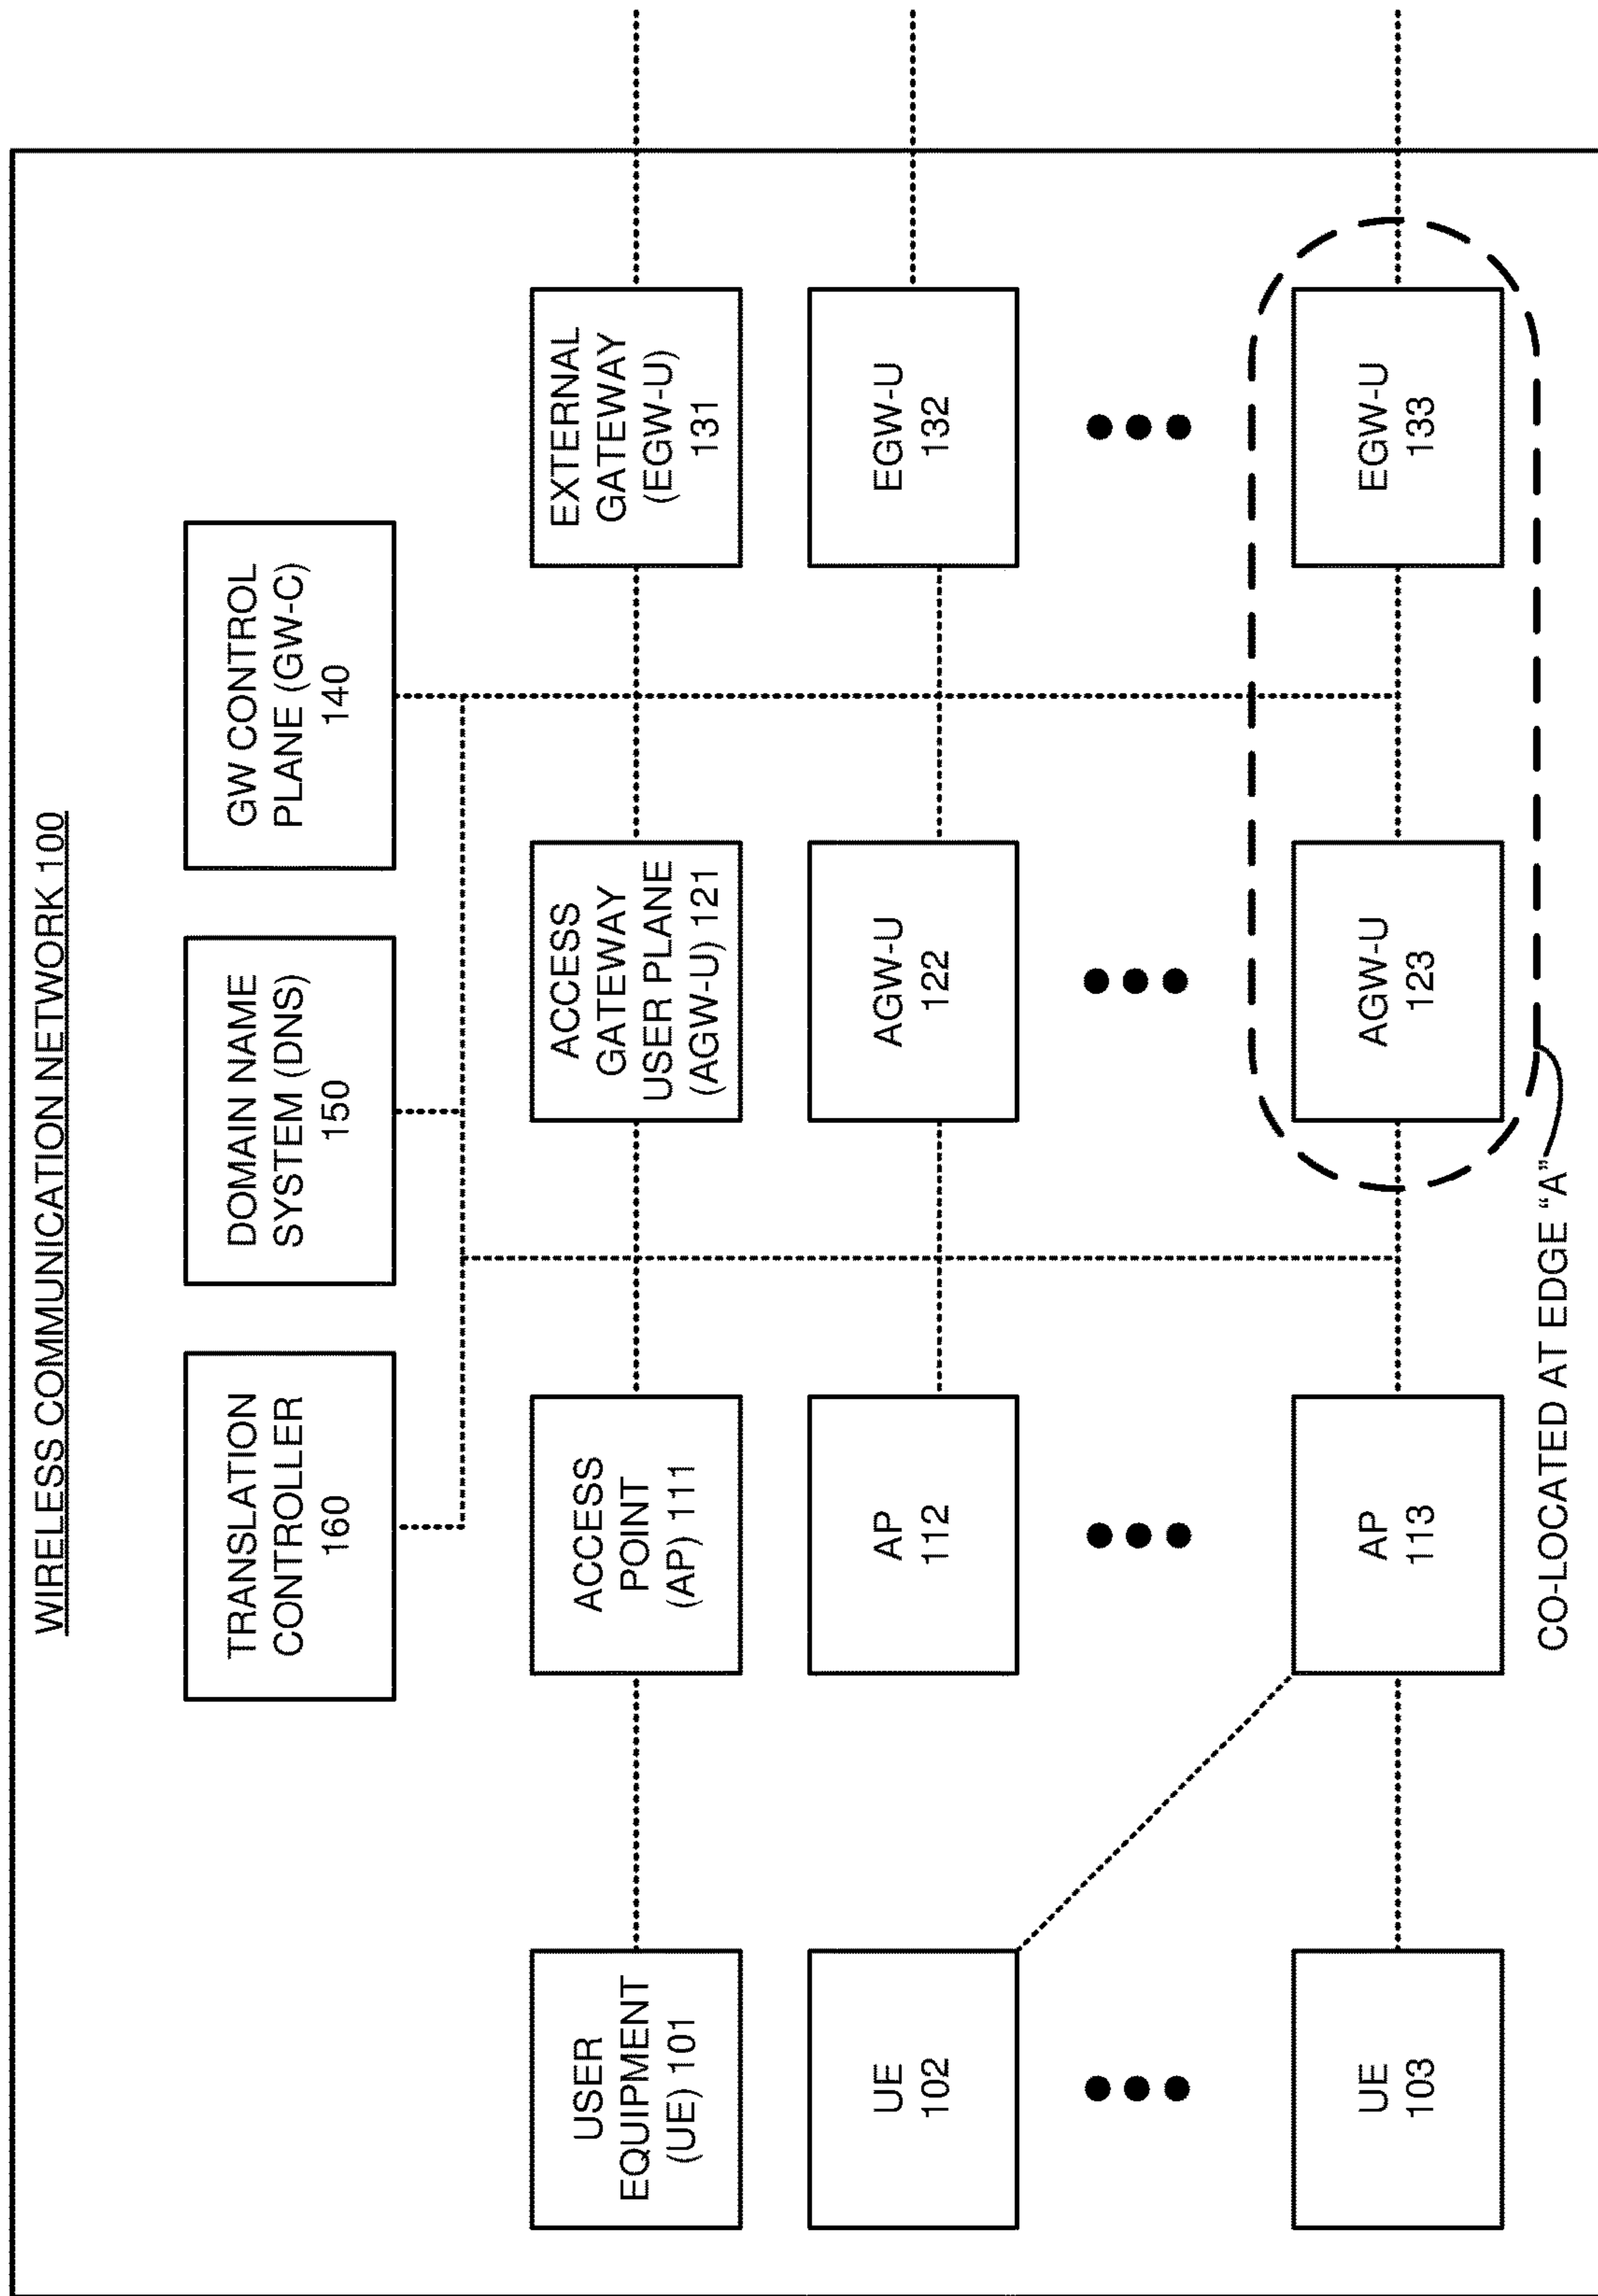 WIRELESS COMMUNICATION NETWORK 100
TRANSLATION
CONTROLLER
160
DOMAIN NAME
SYSTEM (DNS)
150
GW CONTROL
PLANE (GW-C)
140
USER
EQUIPMENT
(UE) 101
ACCESS
POINT
(AP) 111
ACCESS
GATEWAY
USER PLANE
(AGW-U) 121
EXTERNAL
GATEWAY
(EGW-U)
131
UE
102
AP
112
AGW-U
122
EGW-U
132
UE
103
AP
113
AGW-U
123
EGW-U
133
CO-LOCATED AT EDGE “A”